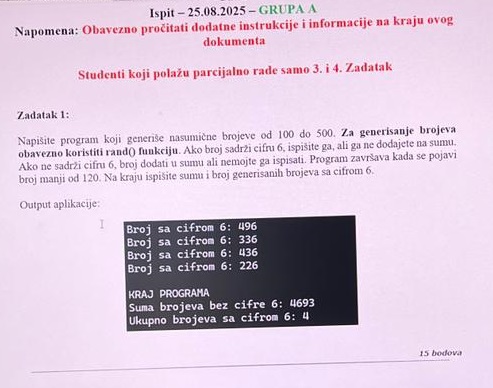 Ispit – 25.08.2025 – GRUPA A
Napomena: Obavezno pročitati dodatne instrukcije i informacije na kraju ovog
dokumenta
Studenti koji polažu parcijalno rade samo 3. i 4. Zadatak
Zadatak 1:
Napišite program koji generiše nasumične brojeve od 100 do 500. Za generisanje brojeva
obavezno koristiti rand() funkciju. Ako broj sadrži cifru 6, ispišite ga, ali ga ne dodajete na sumu.
Ako ne sadrži cifru 6, broj dodati u sumu ali nemojte ga ispisati. Program završava kada se pojavi
broj manji od 120. Na kraju ispišite sumu i broj generisanih brojeva sa cifrom 6.
Output aplikacije:
Broj sa cifrom 6: 496
Broj sa cifrom 6: 336
Broj sa cifrom 6: 436
Broj sa cifrom 6: 226
KRAJ PROGRAMA
Suma brojeva bez cifre 6: 4693
Ukupno brojeva sa cifrom 6: 4
15 bodova